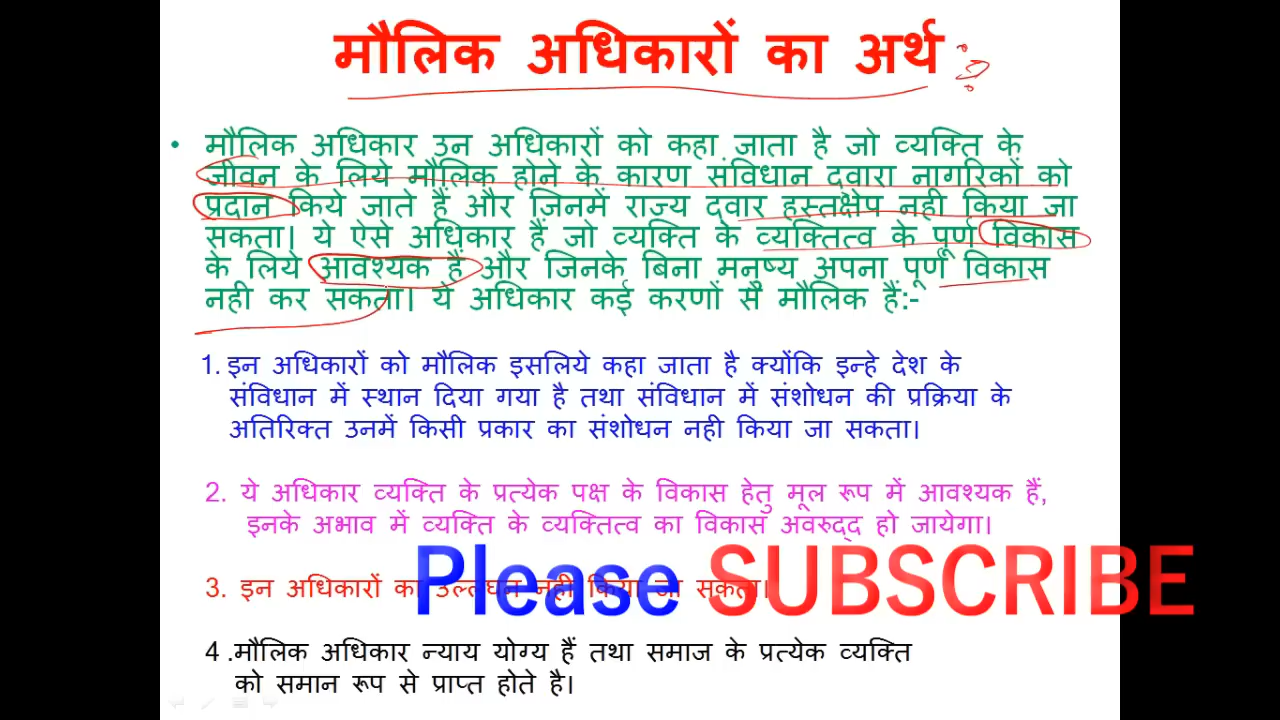 मौलिक अधिकारों का अर्थ
• मौलिक अधिकार उन अधिकारों को कहा जाता है जो व्यक्ति के
जीवन के लिये मौलिक होने के कारण संविधान द्वारा नागरिकों को
प्रदान किये जाते हैं और जिनमें राज्य द्वार हस्तक्षेप नही किया जा
सकता। ये ऐसे अधिकार हैं जो व्यक्ति के व्यक्तित्व के पूर्ण विकास
के लिये आवश्यक हैं और जिनके बिना मनुष्य अपना पूर्ण विकास
नही कर सकता। ये अधिकार कई करणों से मौलिक हैं:-
1. इन अधिकारों को मौलिक इसलिये कहा जाता है क्योंकि इन्हे देश के
संविधान में स्थान दिया गया है तथा संविधान में संशोधन की प्रक्रिया के
अतिरिक्त उनमें किसी प्रकार का संशोधन नही किया जा सकता।
2. ये अधिकार व्यक्ति के प्रत्येक पक्ष के विकास हेतु मूल रूप में आवश्यक हैं,
इनके अभाव में व्यक्ति के व्यक्तित्व का विकास अवरुद्द हो जायेगा।
3. इन अधिकारों का उल्लघंन नही किया जा सकता।
Please SUBSCRIBE
4 .मौलिक अधिकार न्याय योग्य हैं तथा समाज के प्रत्येक व्यक्ति
को समान रूप से प्राप्त होते है।